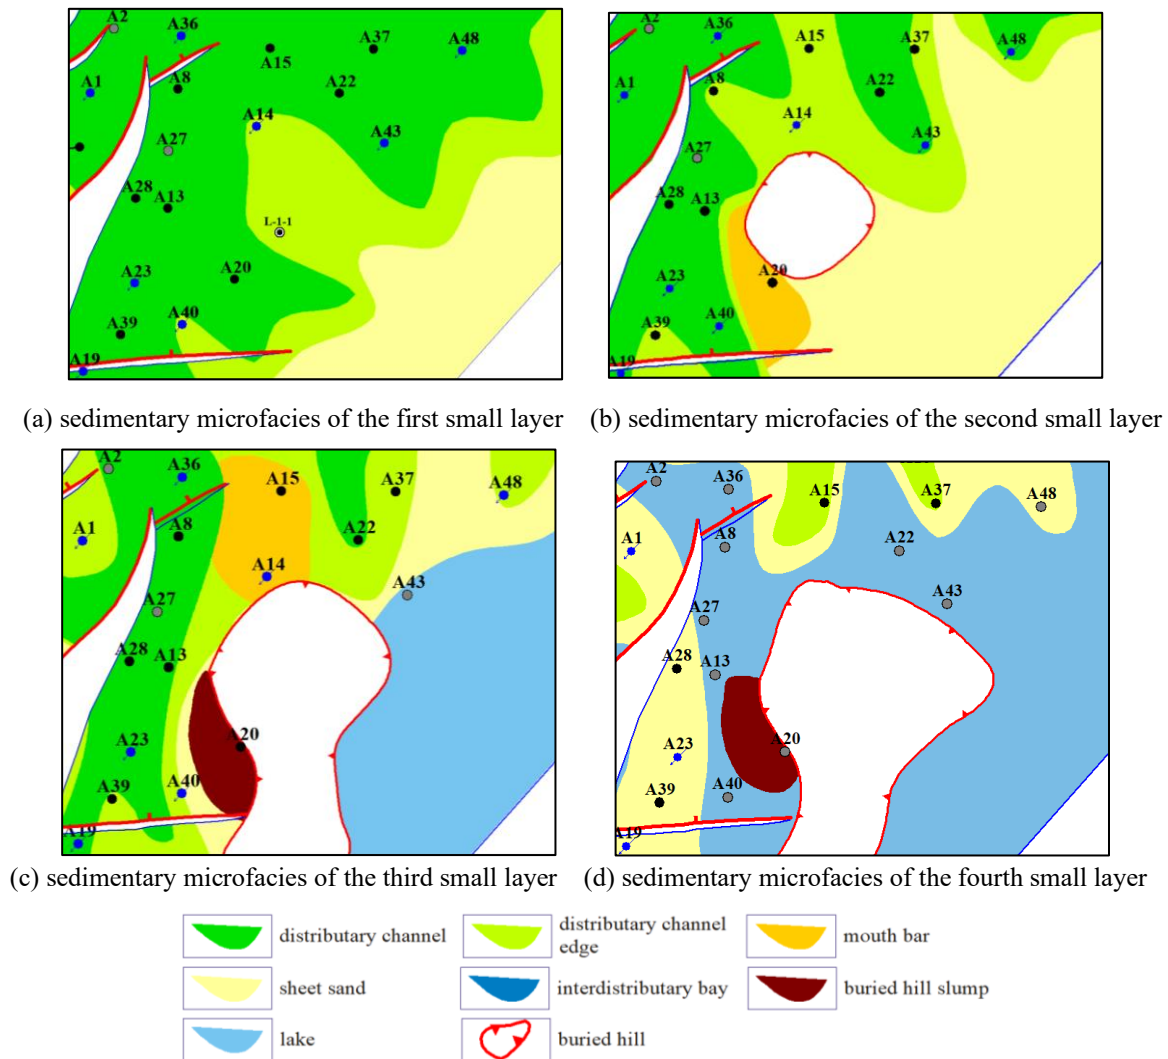 A2
A36
A15
A37
A48
A1
A8
A22
A14
A43
A27
A28
A13
L-1-1
A23
A20
A39
A40
A19
A2
A36
A15
A37
A48
A1
A8
A22
A14
A43
A27
A28
A13
A23
A20
A39
A40
A19
(a) sedimentary microfacies of the first small layer
(b) sedimentary microfacies of the second small layer
A2
A36
A15
A37
A48
A1
A8
A22
A14
A43
A27
A28
A13
A23
A20
A39
A40
A19
A2
A36
A15
A37
A48
A1
A8
A22
A43
A27
A28
A13
A23
A20
A39
A40
A19
(c) sedimentary microfacies of the third small layer
(d) sedimentary microfacies of the fourth small layer
distributary channel
distributary channel
edge
mouth bar
sheet sand
interdistributary bay
buried hill slump
lake
buried hill